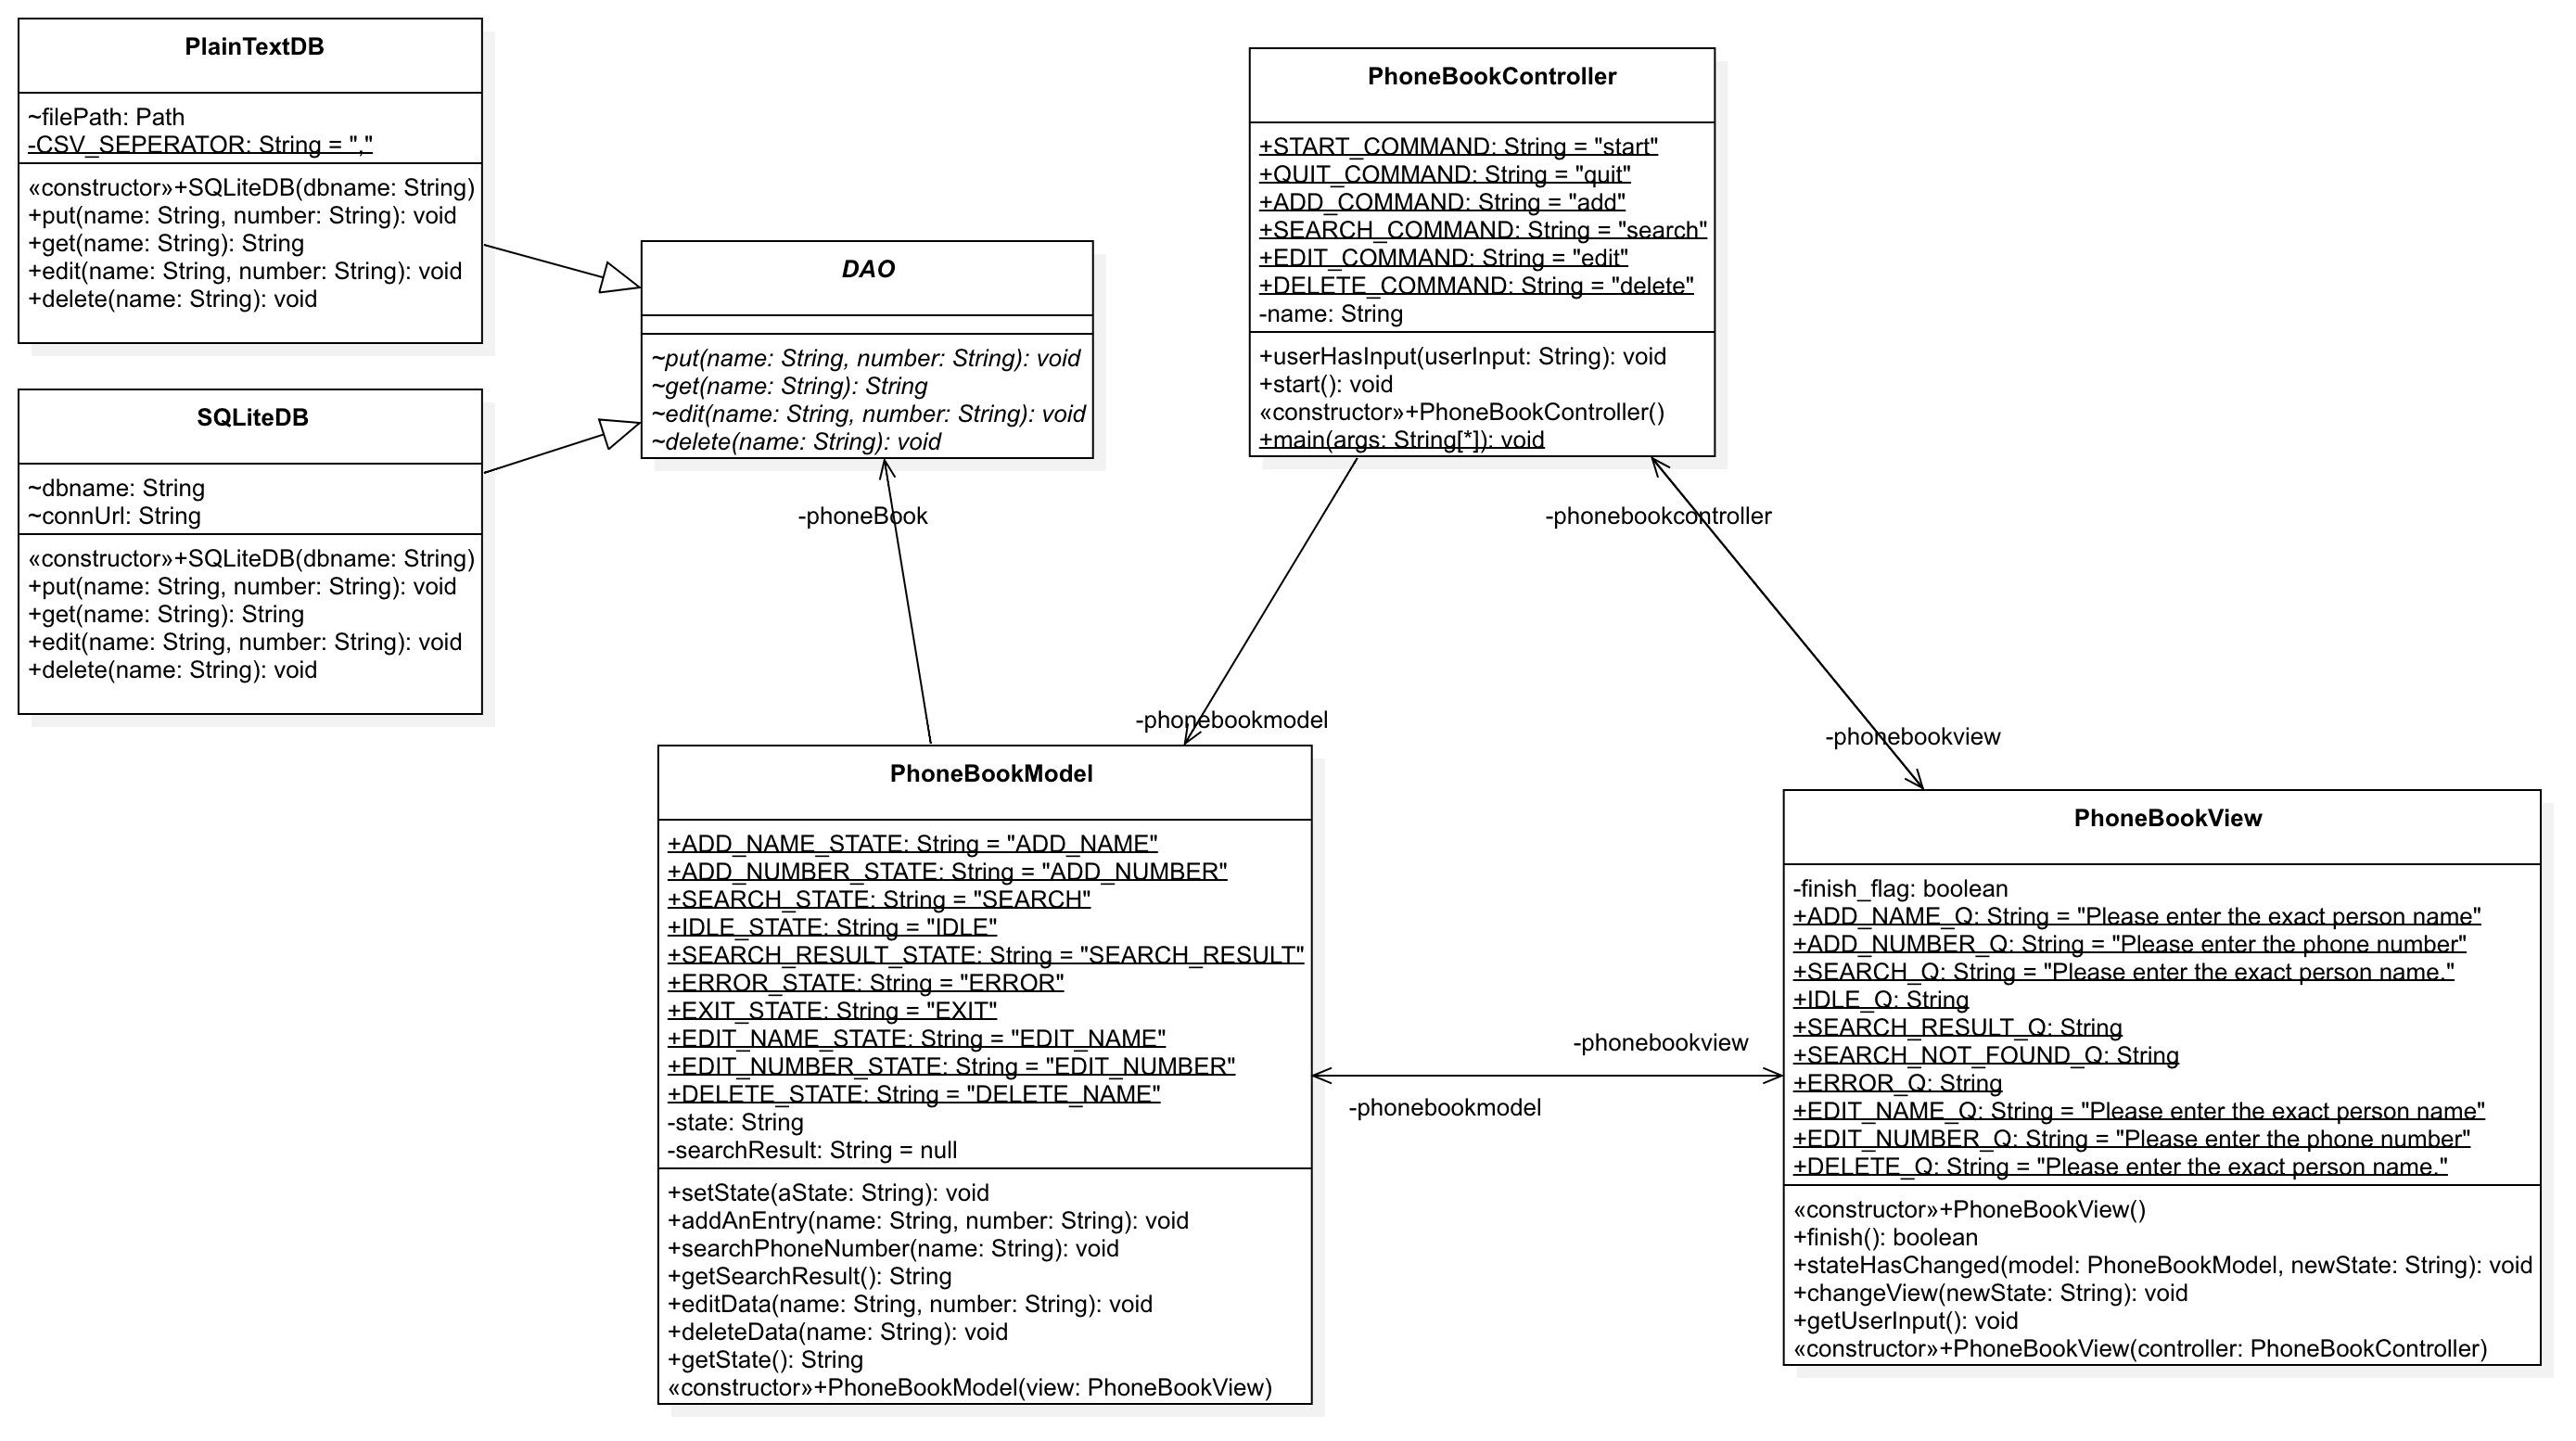 PlainTextDB
~filePath: Path
-CSV_SEPERATOR: String = ","
«constructor»+SQLiteDB(dbname: String)
+put(name: String, number: String): void
+get(name: String): String
+edit(name: String, number: String): void
+delete(name: String): void
SQLiteDB
~dbname: String
~connUrl: String
«constructor»+SQLiteDB(dbname: String)
+put(name: String, number: String): void
+get(name: String): String
+edit(name: String, number: String): void
+delete(name: String): void
DAO
~put(name: String, number: String): void
~get(name: String): String
~edit(name: String, number: String): void
~delete(name: String): void
-phoneBook
PhoneBookController
+START_COMMAND: String = "start"
+QUIT_COMMAND: String = "quit"
+ADD_COMMAND: String = "add"
+SEARCH_COMMAND: String = "search"
+EDIT_COMMAND: String = "edit"
+DELETE_COMMAND: String = "delete"
-name: String
+userHasInput(userInput: String): void
+start(): void
«constructor»+PhoneBookController()
+main(args: String[*]): void
-phonebookcontroller
-phonebookmodel
-phonebookview
PhoneBookModel
+ADD_NAME_STATE: String = "ADD_NAME"
+ADD_NUMBER_STATE: String = "ADD_NUMBER"
+SEARCH_STATE: String = "SEARCH"
+IDLE_STATE: String = "IDLE"
+SEARCH_RESULT_STATE: String = "SEARCH_RESULT"
+ERROR_STATE: String = "ERROR"
+EXIT_STATE: String = "EXIT"
+EDIT_NAME_STATE: String = "EDIT_NAME"
+EDIT_NUMBER_STATE: String = "EDIT_NUMBER"
+DELETE_STATE: String = "DELETE_NAME"
-state: String
-searchResult: String = null
+setState(aState: String): void
+addAnEntry(name: String, number: String): void
+searchPhoneNumber(name: String): void
+getSearchResult(): String
+editData(name: String, number: String): void
+deleteData(name: String): void
+getState(): String
«constructor»+PhoneBookModel(view: PhoneBookView)
-phonebookview
-phonebookmodel
PhoneBookView
-finish_flag: boolean
+ADD_NAME_Q: String = "Please enter the exact person name"
+ADD_NUMBER_Q: String = "Please enter the phone number"
+SEARCH_Q: String = "Please enter the exact person name."
+IDLE_Q: String
+SEARCH_RESULT_Q: String
+SEARCH_NOT_FOUND_Q: String
+ERROR_Q: String
+EDIT_NAME_Q: String = "Please enter the exact person name"
+EDIT_NUMBER_Q: String = "Please enter the phone number"
+DELETE_Q: String = "Please enter the exact person name."
«constructor»+PhoneBookView()
+finish(): boolean
+stateHasChanged(model: PhoneBookModel, newState: String): void
+changeView(newState: String): void
+getUserInput(): void
«constructor»+PhoneBookView(controller: PhoneBookController)